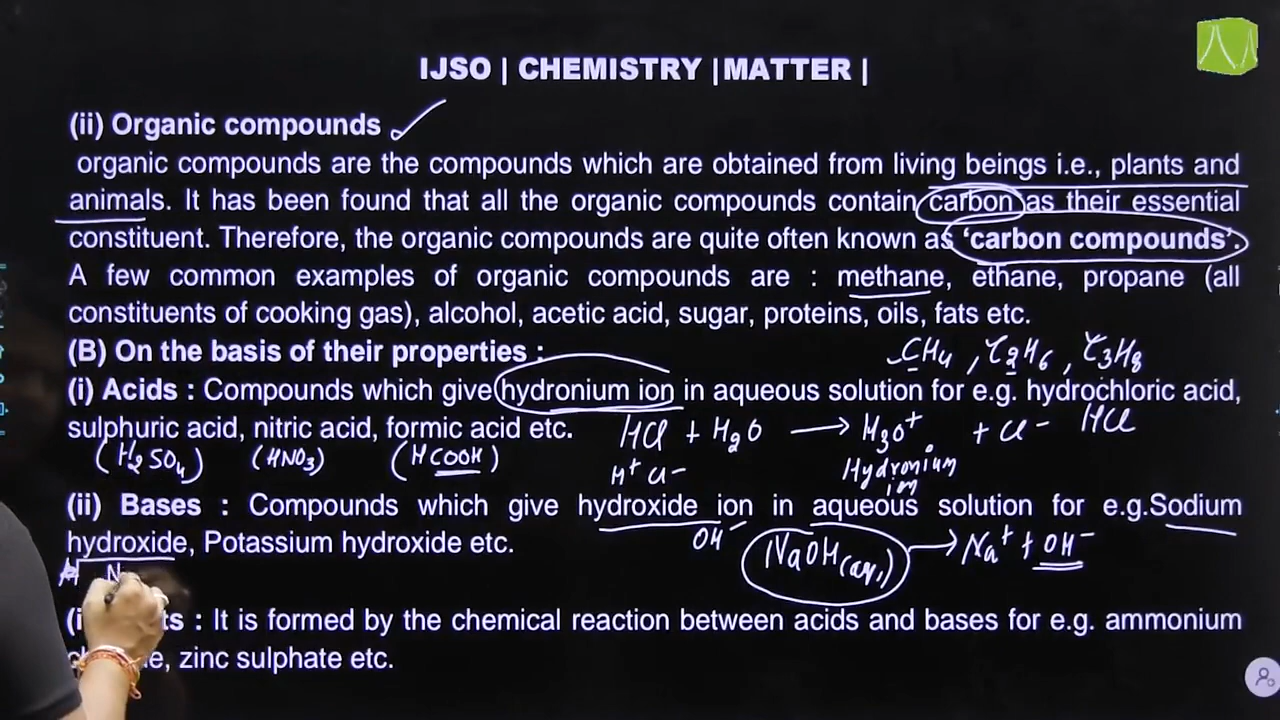 IJSO | CHEMISTRY |MATTER |
(ii) Organic compounds
organic compounds are the compounds which are obtained from living beings i.e., plants and
animals. It has been found that all the organic compounds contain carbon as their essential
constituent. Therefore, the organic compounds are quite often known as 'carbon compounds'.
A few common examples of organic compounds are : methane, ethane, propane (all
constituents of cooking gas), alcohol, acetic acid, sugar, proteins, oils, fats etc.
(B) On the basis of their properties :
CH4 , C2H6 , C3H8
(i) Acids : Compounds which give hydronium ion in aqueous solution for e.g. hydrochloric acid,
sulphuric acid, nitric acid, formic acid etc.
HCl + H2O → H3O+ + Cl- HCl
(H2SO4) (HNO3) (HCOOH)
H+ Cl- Hydronium
ion
(ii) Bases : Compounds which give hydroxide ion in aqueous solution for e.g.Sodium
hydroxide, Potassium hydroxide etc.
OH- NaOH(aq.) → Na+ + OH-
N
: It is formed by the chemical reaction between acids and bases for e.g. ammonium
zinc sulphate etc.